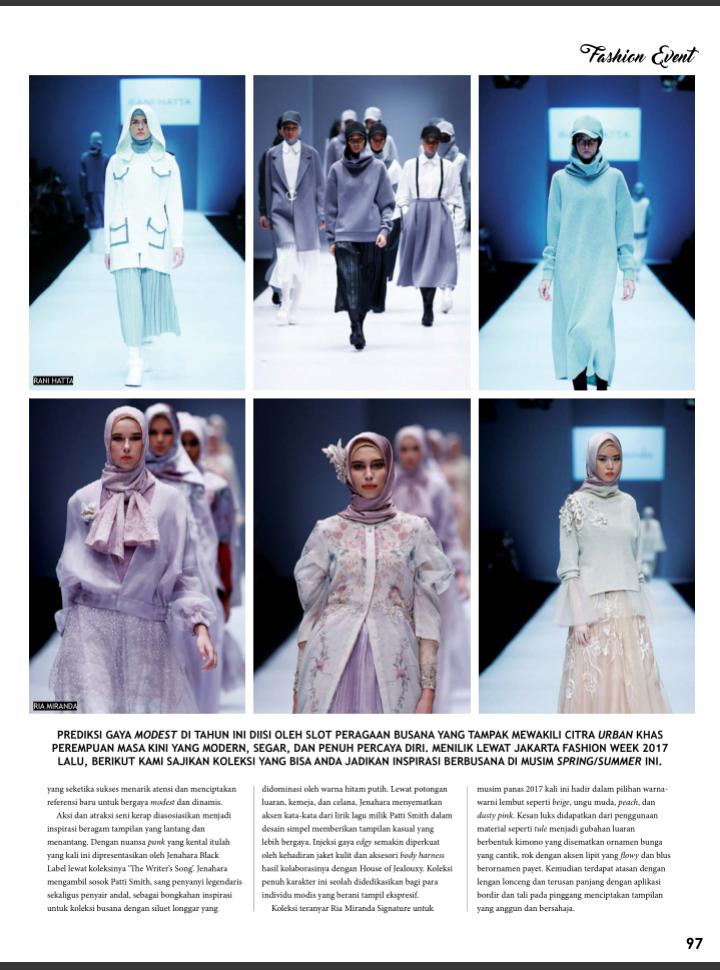 Fashion Event
RANI HATTA
RANI HATTA
RIA MIRANDA
PREDIKSI GAYA MODEST DI TAHUN INI DIISI OLEH SLOT PERAGAAN BUSANA YANG TAMPAK MEWAKILI CITRA URBAN KHAS
PEREMPUAN MASA KINI YANG MODERN, SEGAR, DAN PENUH PERCAYA DIRI. MENILIK LEWAT JAKARTA FASHION WEEK 2017
LALU, BERIKUT KAMI SAJIKAN KOLEKSI YANG BISA ANDA JADIKAN INSPIRASI BERBUSANA DI MUSIM SPRING/SUMMER INI.
yang seketika sukses menarik atensi dan menciptakan
referensi baru untuk bergaya modest dan dinamis.
Aksi dan atraksi seni kerap diasosiasikan menjadi
inspirasi beragam tampilan yang lantang dan
menantang. Dengan nuansa punk yang kental itulah
yang kali ini dipresentasikan oleh Jenahara Black
Label lewat koleksinya ‘The Writer’s Song’. Jenahara
mengambil sosok Patti Smith, sang penyanyi legendaris
sekaligus penyair andal, sebagai bongkahan inspirasi
untuk koleksi busana dengan siluet longgar yang
didominasi oleh warna hitam putih. Lewat potongan
luaran, kemeja, dan celana, Jenahara menyematkan
aksen kata-kata dari lirik lagu milik Patti Smith dalam
desain simpel memberikan tampilan kasual yang
lebih bergaya. Injeksi gaya edgy semakin diperkuat
oleh kehadiran jaket kulit dan aksesori body harness
hasil kolaborasinya dengan House of Jealouxy. Koleksi
penuh karakter ini seolah didedikasikan bagi para
individu modis yang berani tampil ekspresif.
Koleksi teranyar Ria Miranda Signature untuk
musim panas 2017 kali ini hadir dalam pilihan warna-
warni lembut seperti beige, ungu muda, peach, dan
dusty pink. Kesan luks didapatkan dari penggunaan
material seperti tule menjadi gubahan luaran
berbentuk kimono yang disematkan ornamen bunga
yang cantik, rok dengan aksen lipit yang flowy dan blus
berornamen payet. Kemudian terdapat atasan dengan
lengan lonceng dan terusan panjang dengan aplikasi
bordir dan tali pada pinggang menciptakan tampilan
yang anggun dan bersahaja.
97